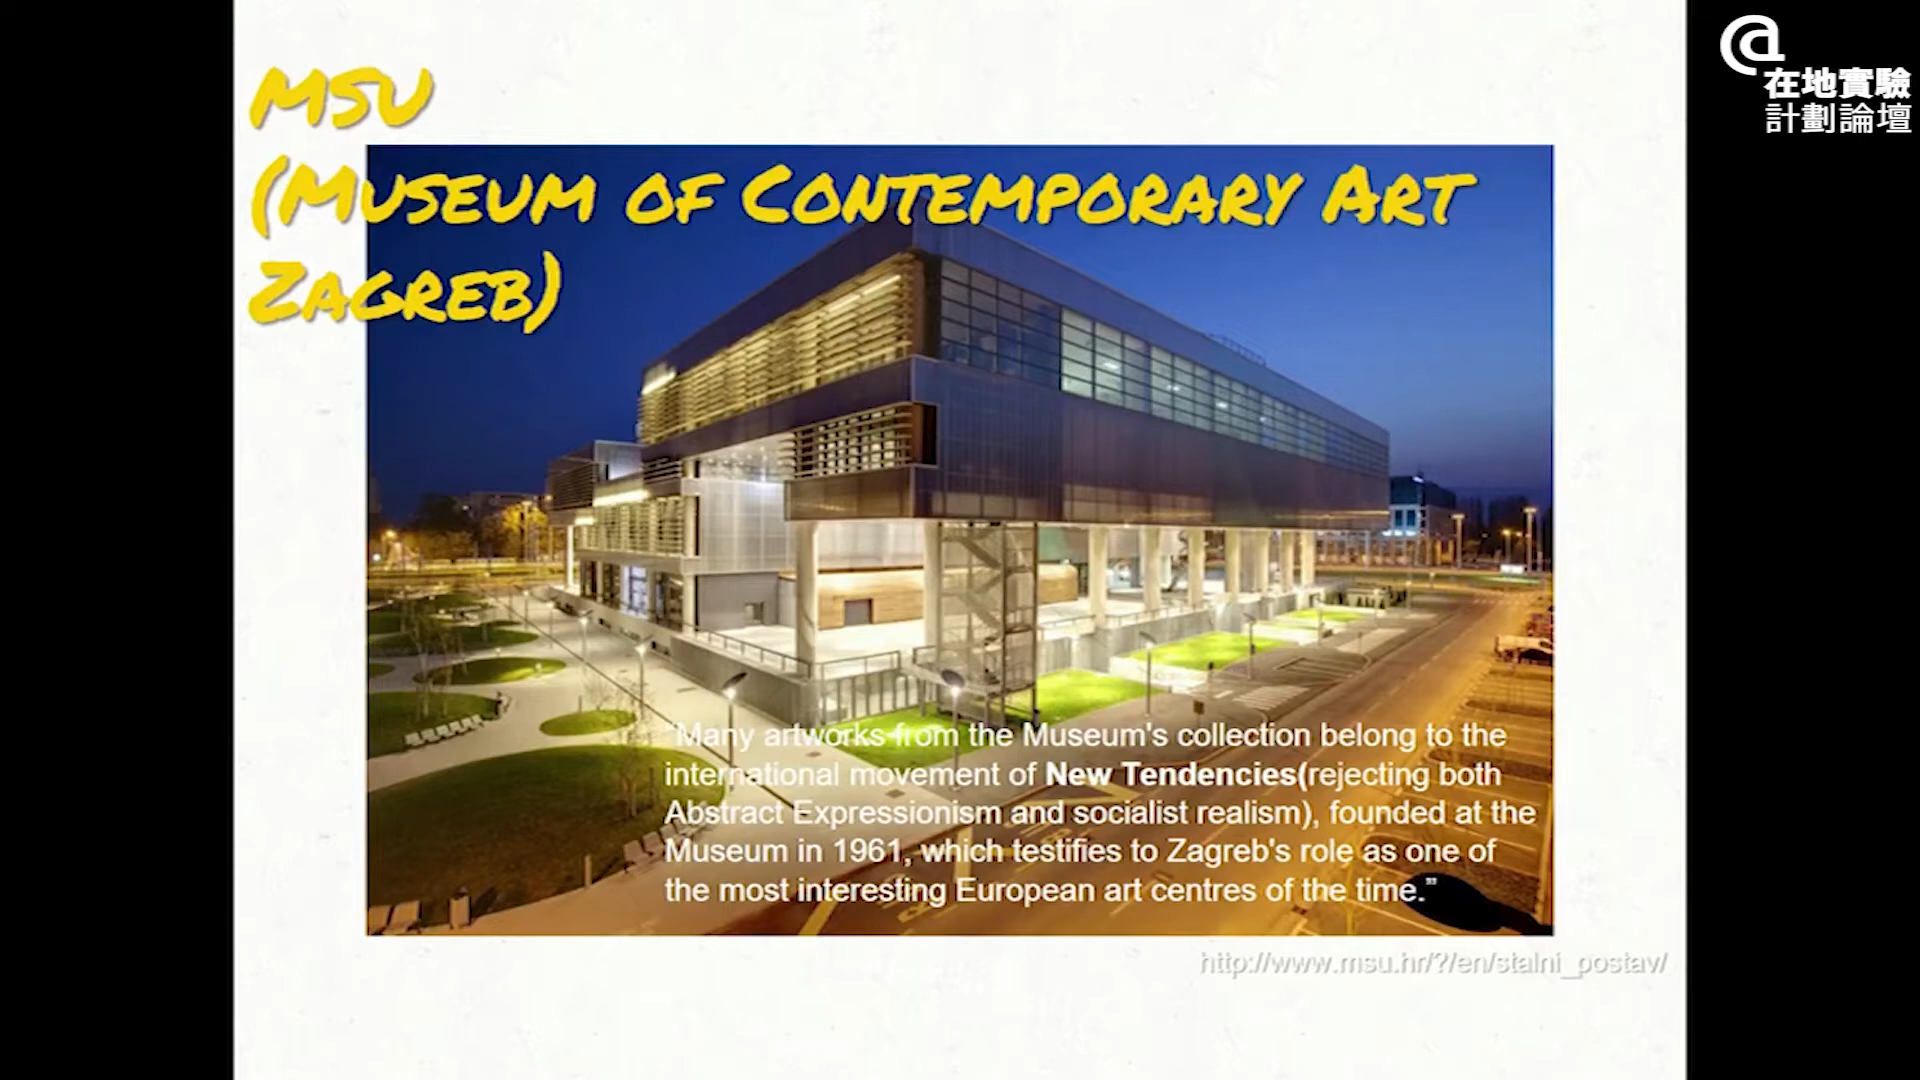 MSU
(Museum of Contemporary Art
Zagreb)
@
在地實驗
計劃論壇
"Many artworks from the Museum's collection belong to the
international movement of New Tendencies(rejecting both
Abstract Expressionism and socialist realism), founded at the
Museum in 1961, which testifies to Zagreb's role as one of
the most interesting European art centres of the time."
http://www.msu.hr/?/en/stalni_postav/